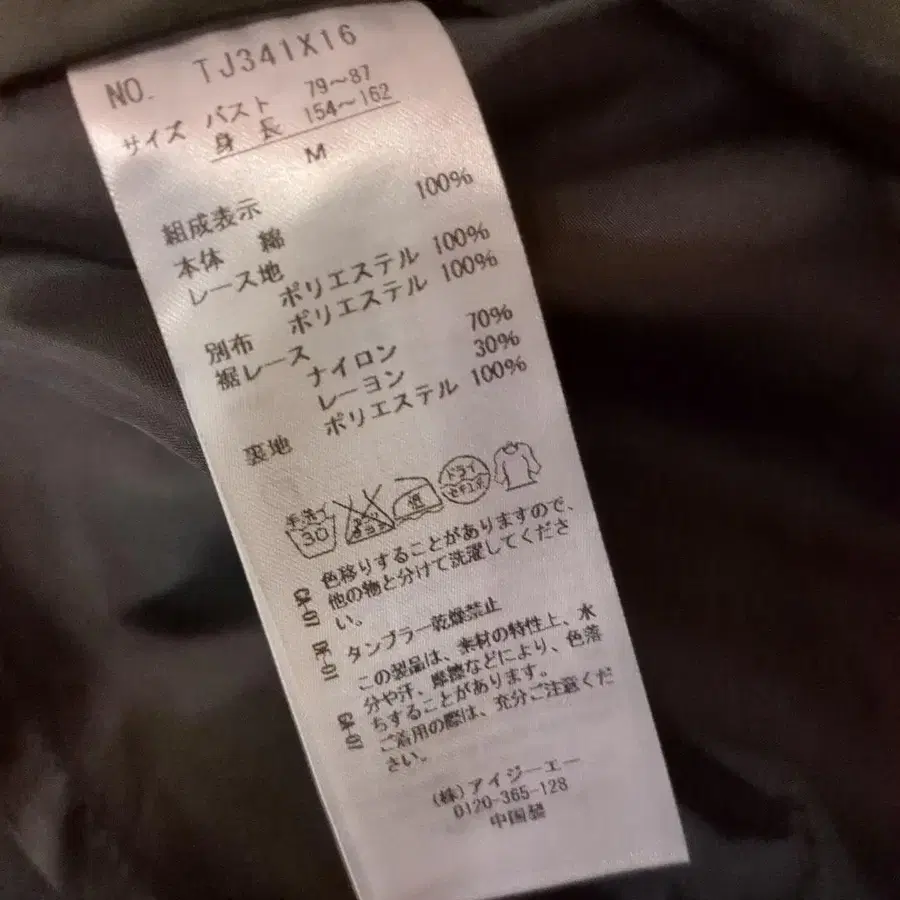 NO. TJ341X16
サイズ バスト 79〜87
身長 154〜162
M
組成表示
本体 綿 100%
レース地
ポリエステル 100%
別布 ポリエステル 100%
裾レース
ナイロン 70%
レーヨン 30%
裏地 ポリエステル 100%
手洗イ 30 低 ドライ セキユ系
色移りすることがありますので、
他の物と分けて洗濯してくださ
い。
タンブラー乾燥禁止
この製品は、素材の特性上、水
分や汗、摩擦などにより、色落
ちすることがあります。
ご着用の際は、充分ご注意くだ
さい。
(株)アイジーエー
0120-365-128
中国製